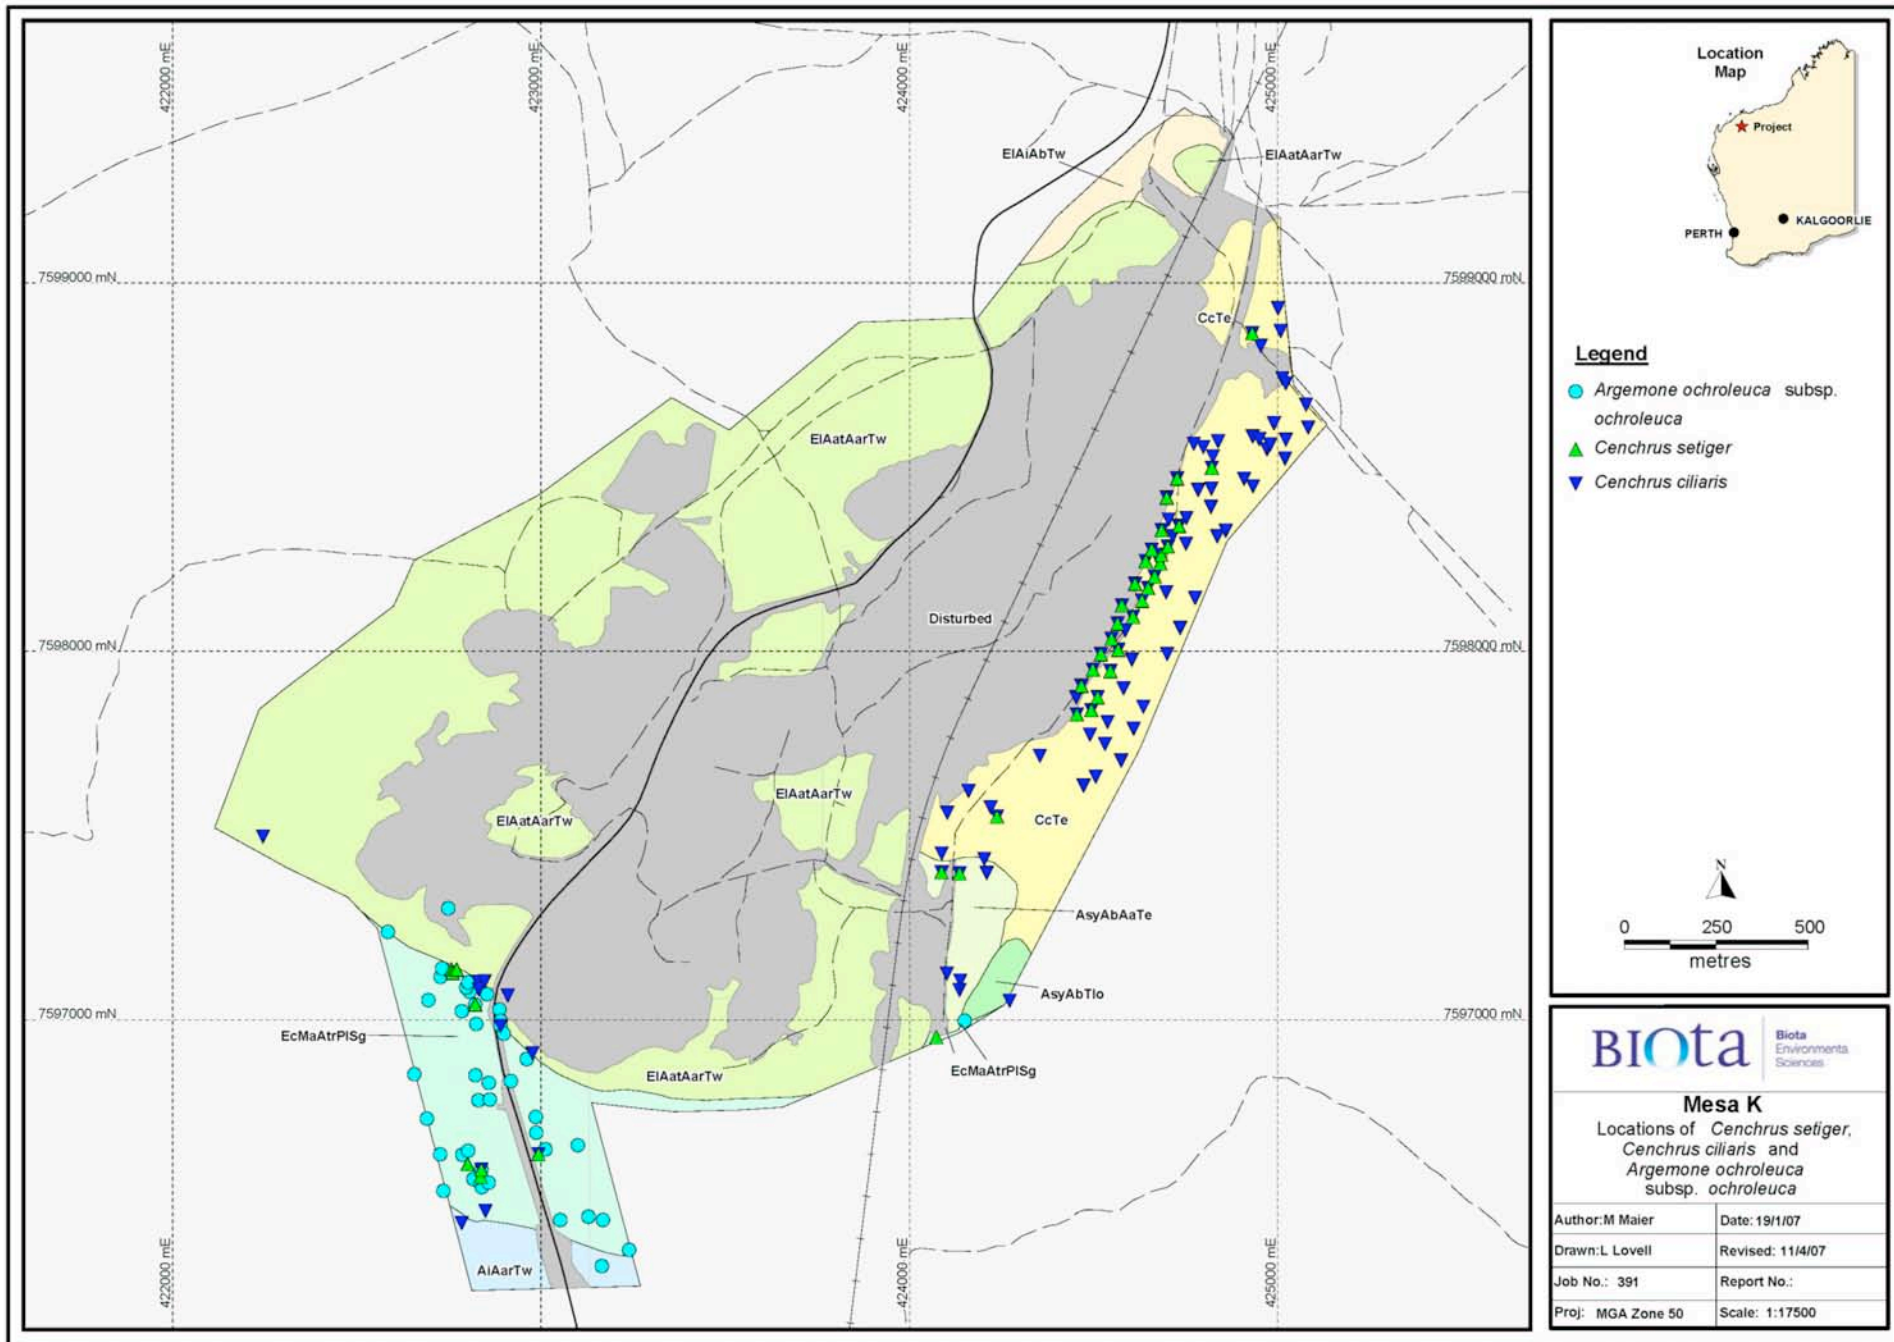 422000 mE
423000 mE
424000 mE
425000 mE
ElAiAbTw
ElAatAarTw
7599000 mN
7599000 mN
CcTe
ElAatAarTw
Disturbed
7598000 mN
7598000 mN
ElAatAarTw
ElAatAarTw
CcTe
AsyAbAaTe
AsyAbTlo
7597000 mN
7597000 mN
EcMaAtrPlSg
EcMaAtrPlSg
ElAatAarTw
AiAarTw
422000 mE
423000 mE
424000 mE
425000 mE
Location
Map
Project
KALGOORLIE
PERTH
Legend
Argemone ochroleuca subsp.
ochroleuca
Cenchrus setiger
Cenchrus ciliaris
N
0 250 500
metres
BIOta
Biota
Environmenta
Sciences
Mesa K
Locations of Cenchrus setiger,
Cenchrus ciliaris and
Argemone ochroleuca
subsp. ochroleuca
Author:M Maier
Date: 19/1/07
Drawn:L Lovell
Revised: 11/4/07
Job No.: 391
Report No.:
Proj: MGA Zone 50
Scale: 1:17500